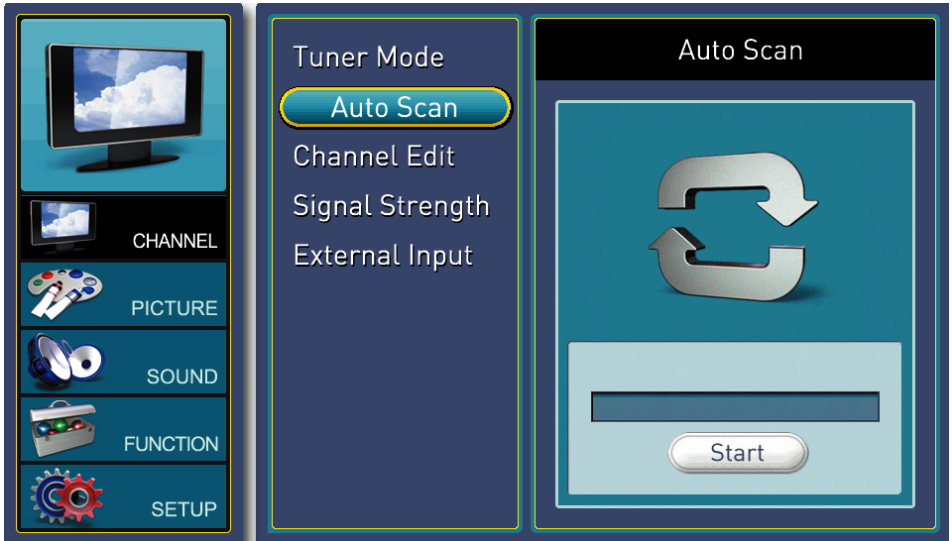 CHANNEL
PICTURE
SOUND
FUNCTION
SETUP
Tuner Mode
Auto Scan
Channel Edit
Signal Strength
External Input
Auto Scan
Start